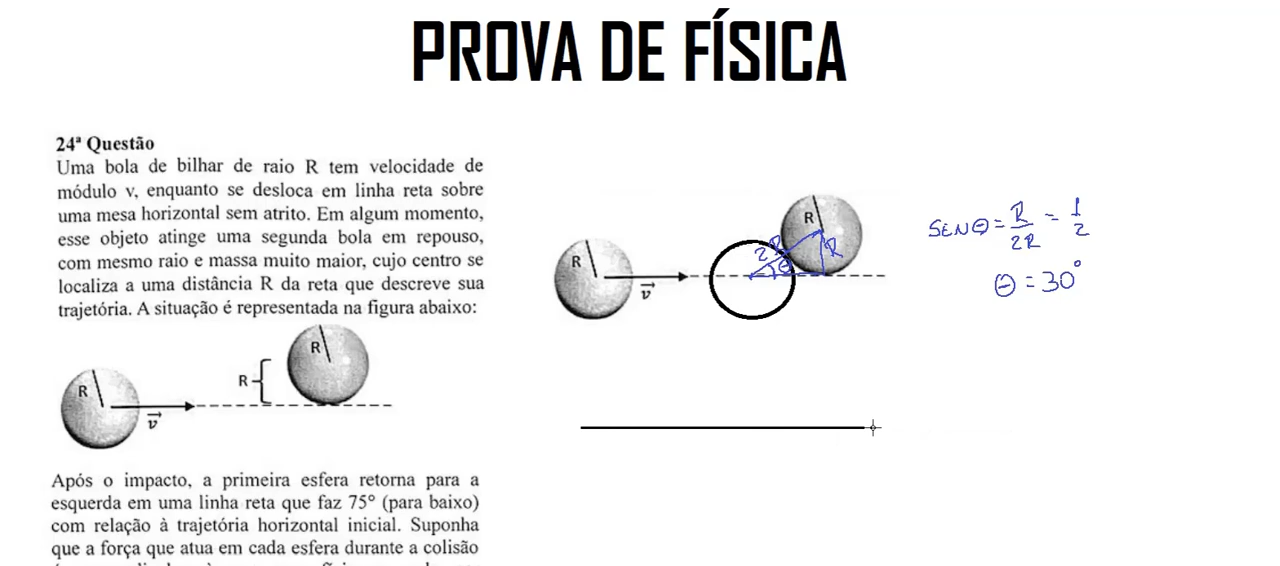 PROVA DE FÍSICA
24ª Questão
Uma bola de bilhar de raio R tem velocidade de
módulo v, enquanto se desloca em linha reta sobre
uma mesa horizontal sem atrito. Em algum momento,
esse objeto atinge uma segunda bola em repouso,
com mesmo raio e massa muito maior, cujo centro se
localiza a uma distância R da reta que descreve sua
trajetória. A situação é representada na figura abaixo:
R
R
R
v
Após o impacto, a primeira esfera retorna para a
esquerda em uma linha reta que faz 75° (para baixo)
com relação à trajetória horizontal inicial. Suponha
que a força que atua em cada esfera durante a colisão
R
R
2R
R
θ
v
SENθ = R/2R = 1/2
θ = 30°